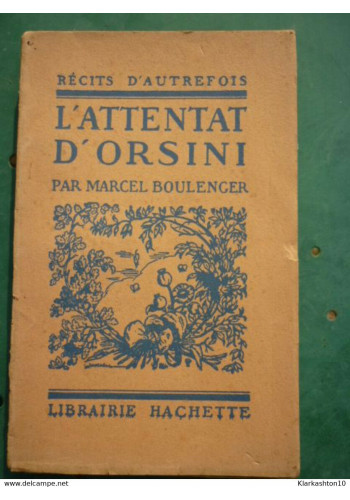 RÉCITS D'AUTREFOIS
L'ATTENTAT
D'ORSINI
PAR MARCEL BOULENGER
LIBRAIRIE HACHETTE
Klarkashton10 @ www.delcampe.net